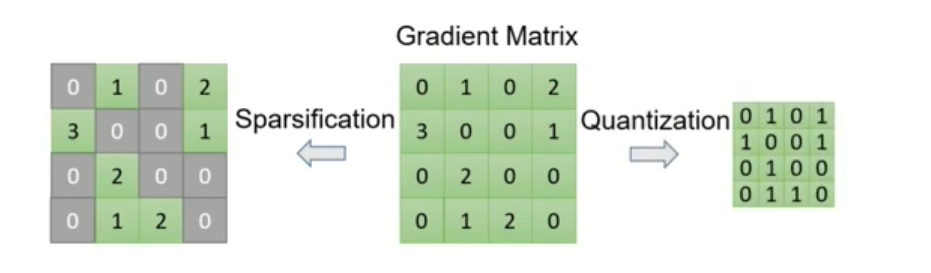 Gradient Matrix
0 1 0 2
3 0 0 1
0 2 0 0
0 1 2 0
Sparsification
0 1 0 2
3 0 0 1
0 2 0 0
0 1 2 0
Quantization
0 1 0 1
1 0 0 1
0 1 0 0
0 1 1 0